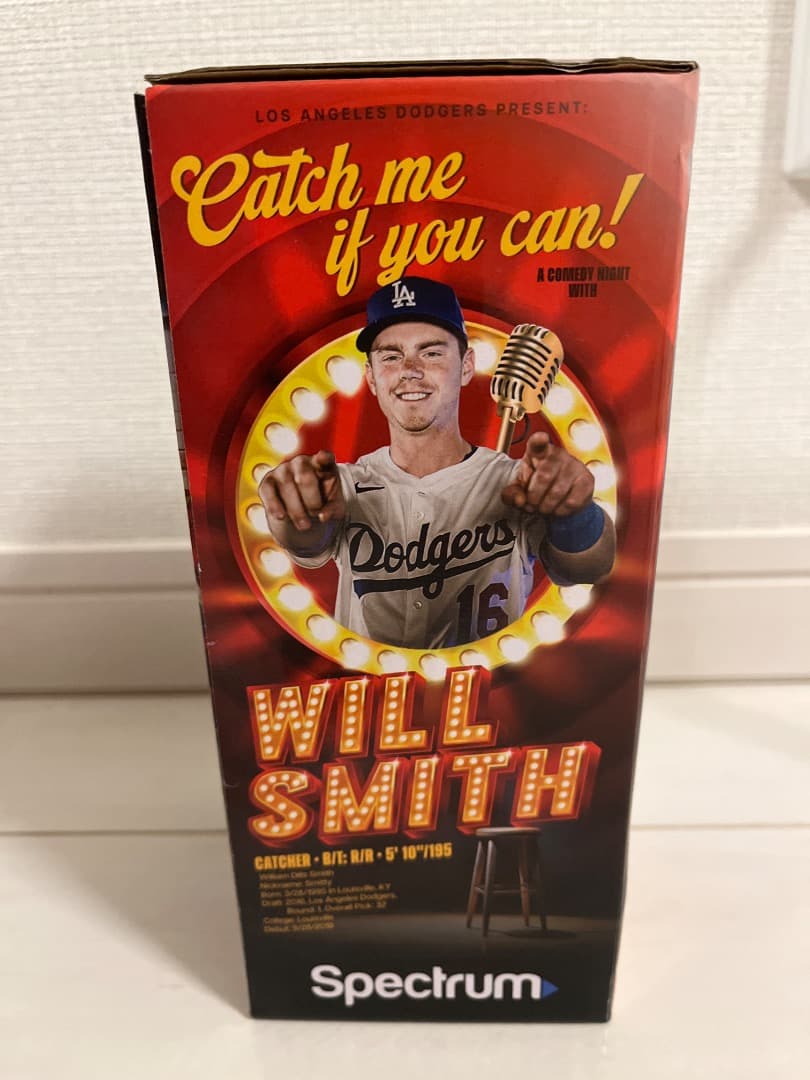 LOS ANGELES DODGERS PRESENT:
Catch me
if you can!
A COMEDY NIGHT
WITH
LA
Dodgers
16
WILL
SMITH
CATCHER • B/T: R/R • 5' 10"/195
William Dills Smith
Nickname: Smitty
Born: 3/28/1995 in Louisville, KY
Draft: 2016, Los Angeles Dodgers,
Round: 1, Overall Pick: 32
College: Louisville
Debut: 5/28/2019
Spectrum